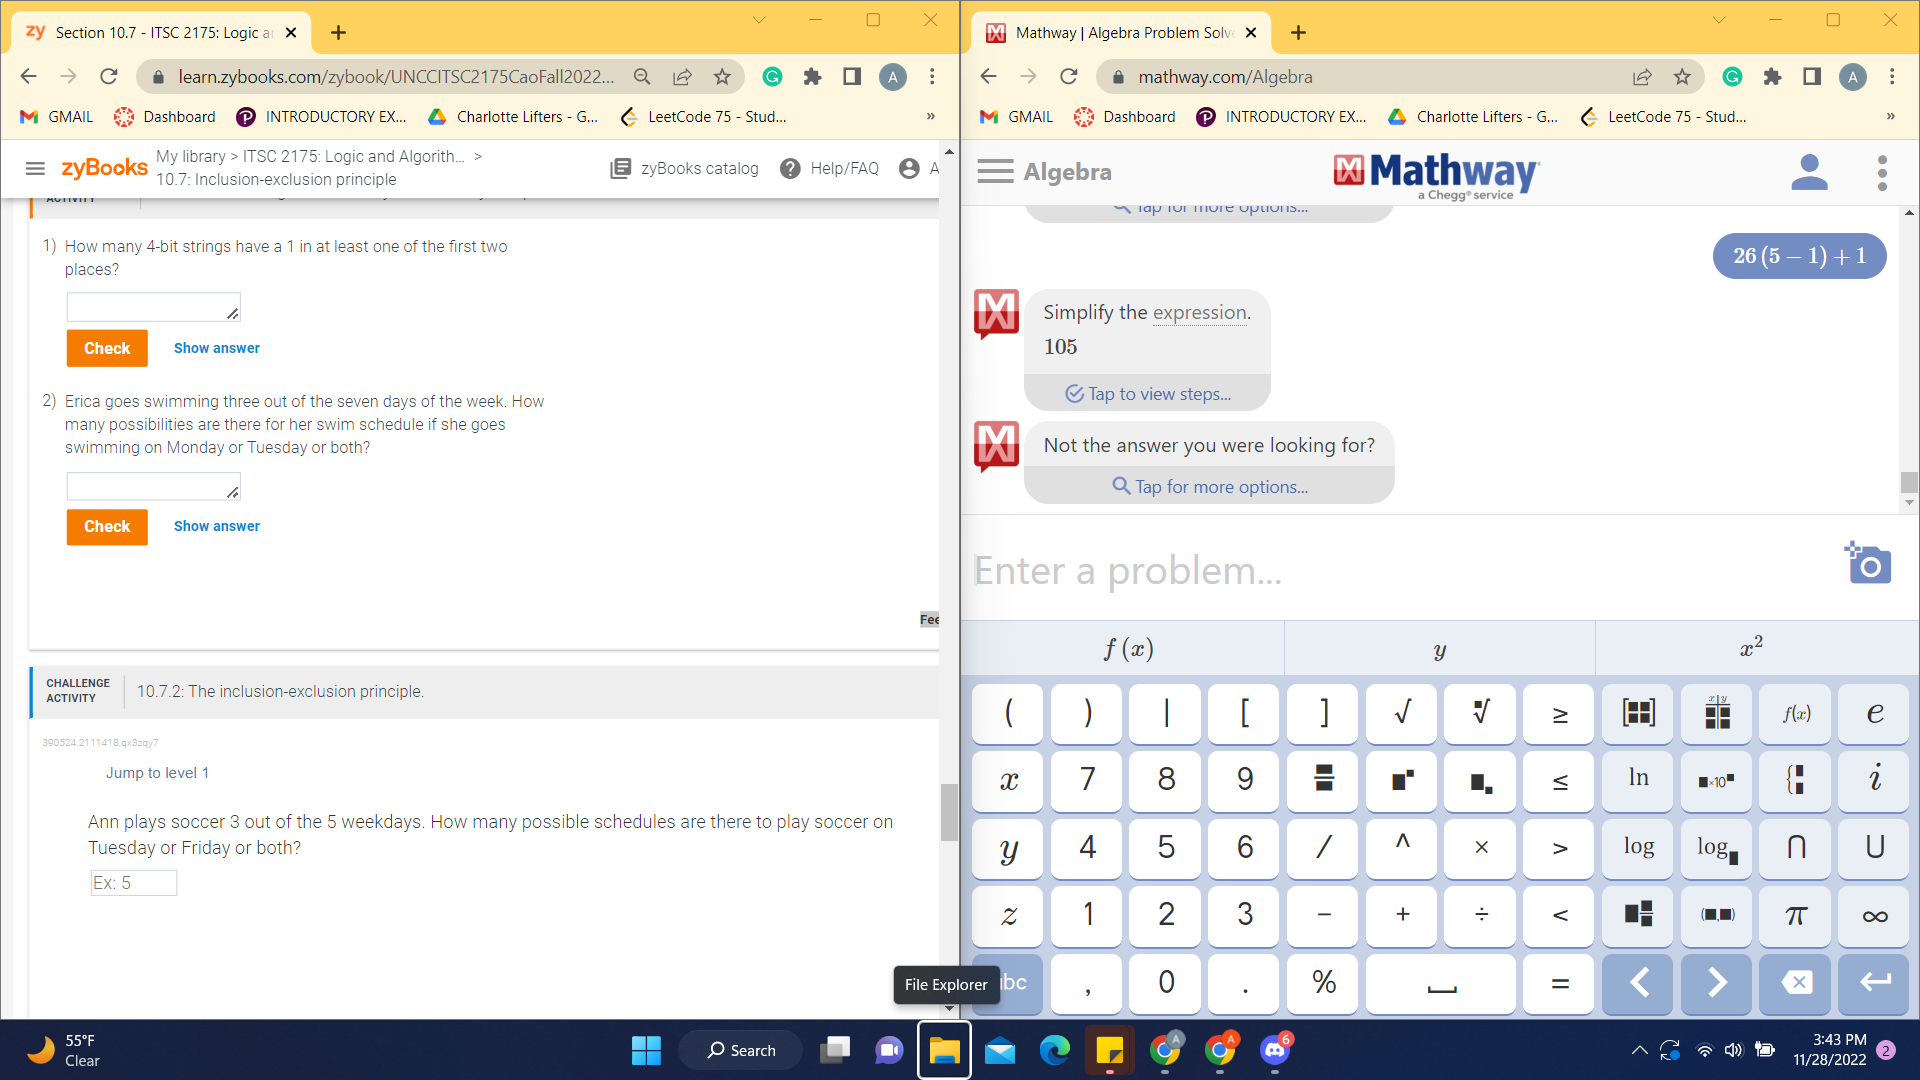 Section 10.7 - ITSC 2175: Logic a
learn.zybooks.com/zybook/UNCCITSC2175CaoFall2022...
A
GMAIL
Dashboard
INTRODUCTORY EX...
Charlotte Lifters - G...
LeetCode 75 - Stud...
»
zyBooks
My library > ITSC 2175: Logic and Algorith... >
10.7: Inclusion-exclusion principle
zyBooks catalog
Help/FAQ
A
ACTIVITY
1) How many 4-bit strings have a 1 in at least one of the first two
places?
Check
Show answer
2) Erica goes swimming three out of the seven days of the week. How
many possibilities are there for her swim schedule if she goes
swimming on Monday or Tuesday or both?
Check
Show answer
Fee
CHALLENGE
ACTIVITY
10.7.2: The inclusion-exclusion principle.
390524.2111418.qx3zqy7
Jump to level 1
Ann plays soccer 3 out of the 5 weekdays. How many possible schedules are there to play soccer on
Tuesday or Friday or both?
Ex: 5
Mathway | Algebra Problem Solve
mathway.com/Algebra
A
GMAIL
Dashboard
INTRODUCTORY EX...
Charlotte Lifters - G...
LeetCode 75 - Stud...
»
Algebra
Mathway
a Chegg® service
Tap for more options...
26 (5 − 1) + 1
Simplify the expression.
105
Tap to view steps...
Not the answer you were looking for?
Tap for more options...
Enter a problem...
f (x)
y
x²
( ) | [ ] √ ∛ ≥ f(x) e
x 7 8 9 ≤ ln ×10 { i
y 4 5 6 / ^ × > log log ∩ U
z 1 2 3 − + ÷ < π ∞
abc , 0 . % =
File Explorer
55°F
Clear
Search
A
A
6
3:43 PM
11/28/2022
2